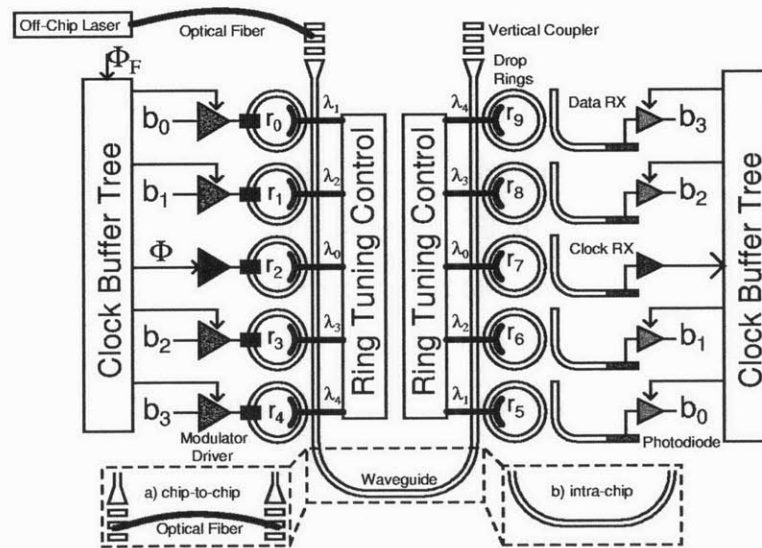 Off-Chip Laser
Optical Fiber
Vertical Coupler
Φ_F
Drop Rings
Clock Buffer Tree
b0
r0
λ1
λ4
r9
Data RX
b3
b1
r1
λ2
λ3
r8
b2
Φ
r2
λ0
λ0
r7
Clock RX
b2
r3
λ3
λ2
r6
b1
b3
r4
λ4
λ1
r5
b0
Ring Tuning Control
Ring Tuning Control
Clock Buffer Tree
Modulator
Driver
Photodiode
Waveguide
a) chip-to-chip
Optical Fiber
b) intra-chip